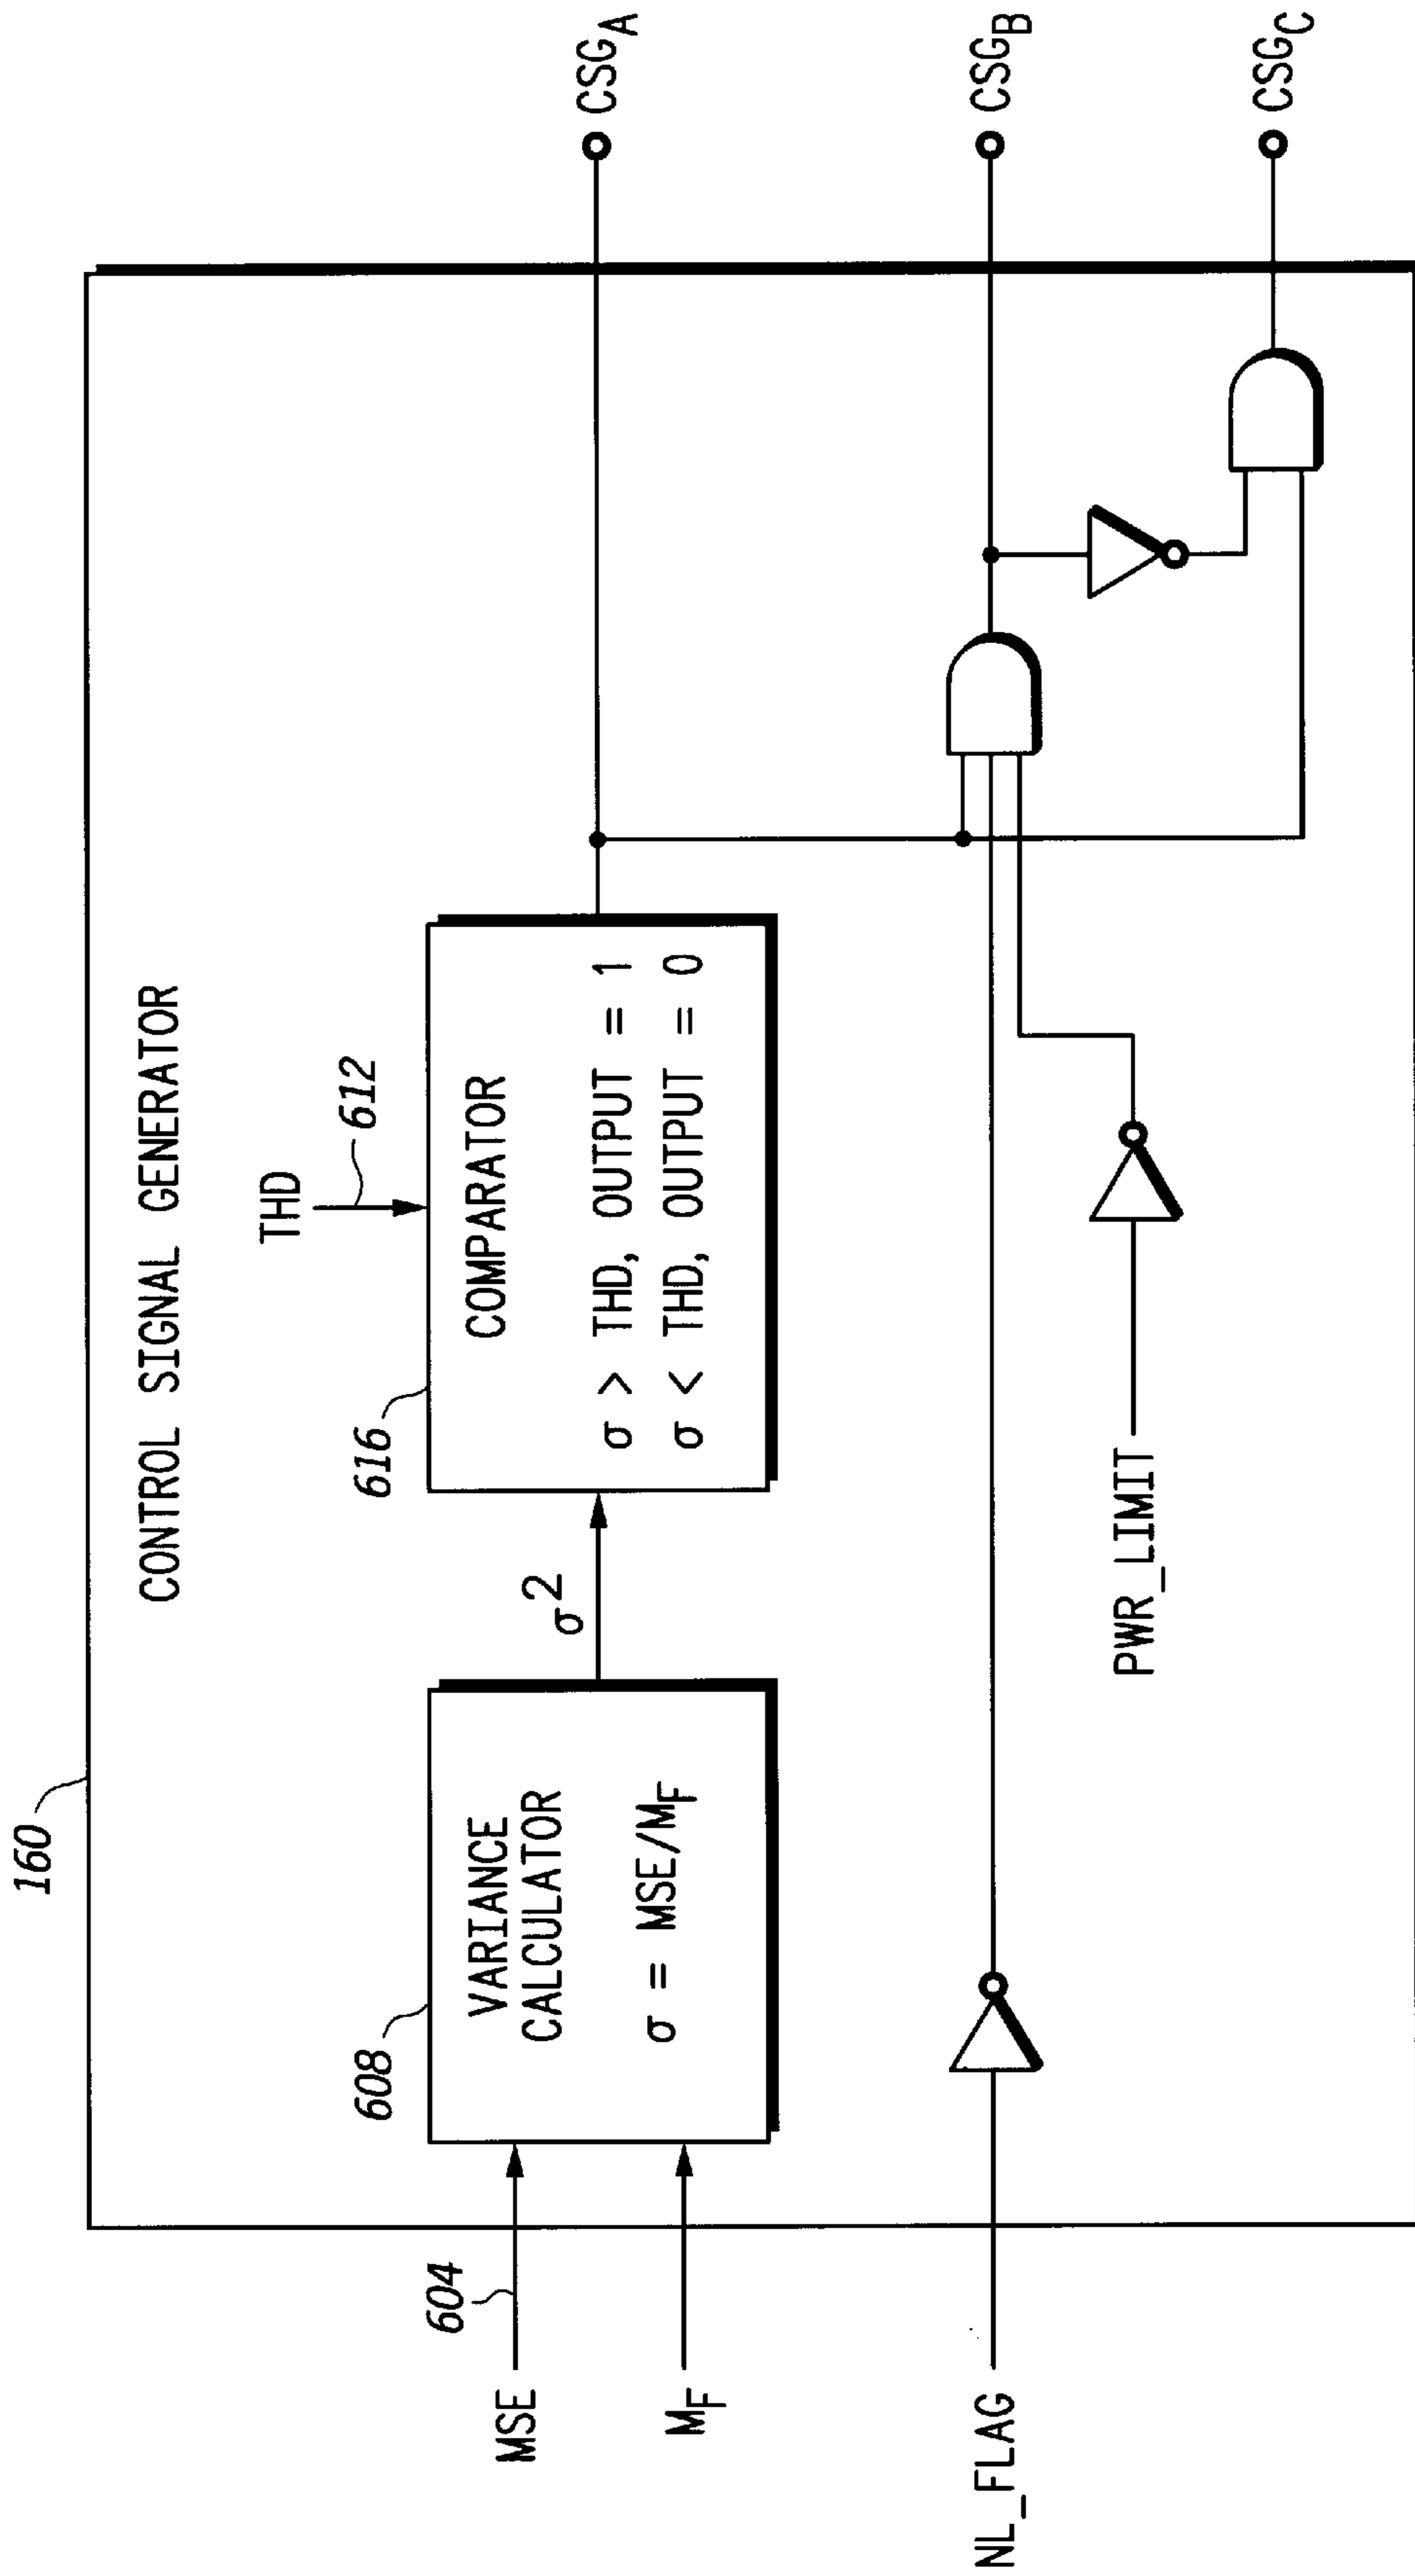 160
CONTROL SIGNAL GENERATOR
604
MSE
M_F
608
VARIANCE
CALCULATOR
σ = MSE/M_F
σ²
THD
612
616
COMPARATOR
σ > THD, OUTPUT = 1
σ < THD, OUTPUT = 0
CSG_A
NL_FLAG
CSG_B
PWR_LIMIT
CSG_C